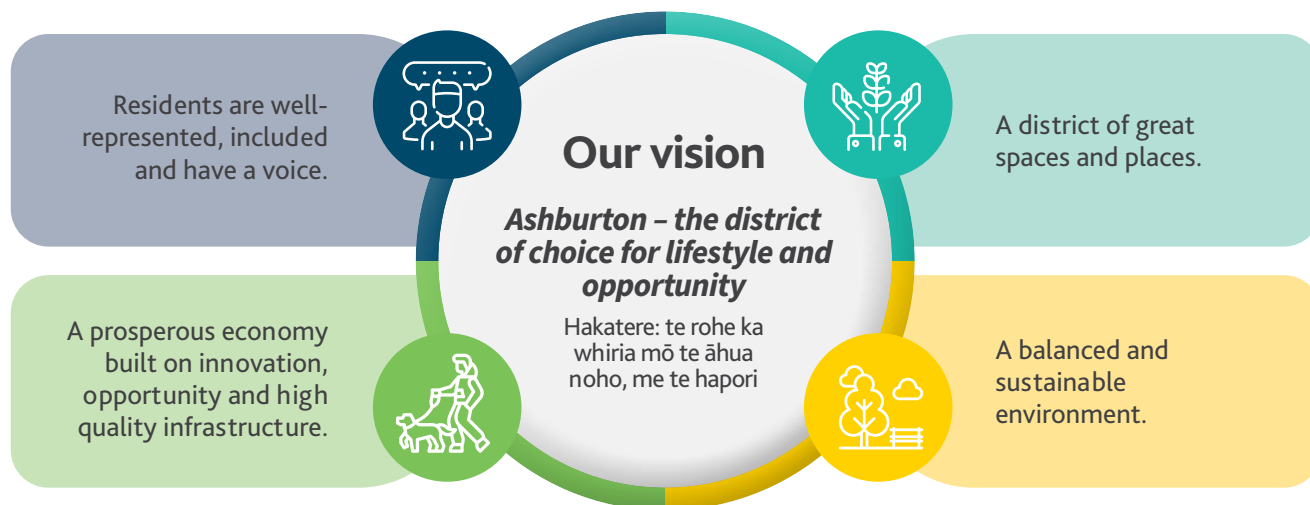 Residents are well-
represented, included
and have a voice.
Our vision
Ashburton – the district
of choice for lifestyle and
opportunity
Hakatere: te rohe ka
whiria mō te āhua
noho, me te hapori
A district of great
spaces and places.
A prosperous economy
built on innovation,
opportunity and high
quality infrastructure.
A balanced and
sustainable
environment.